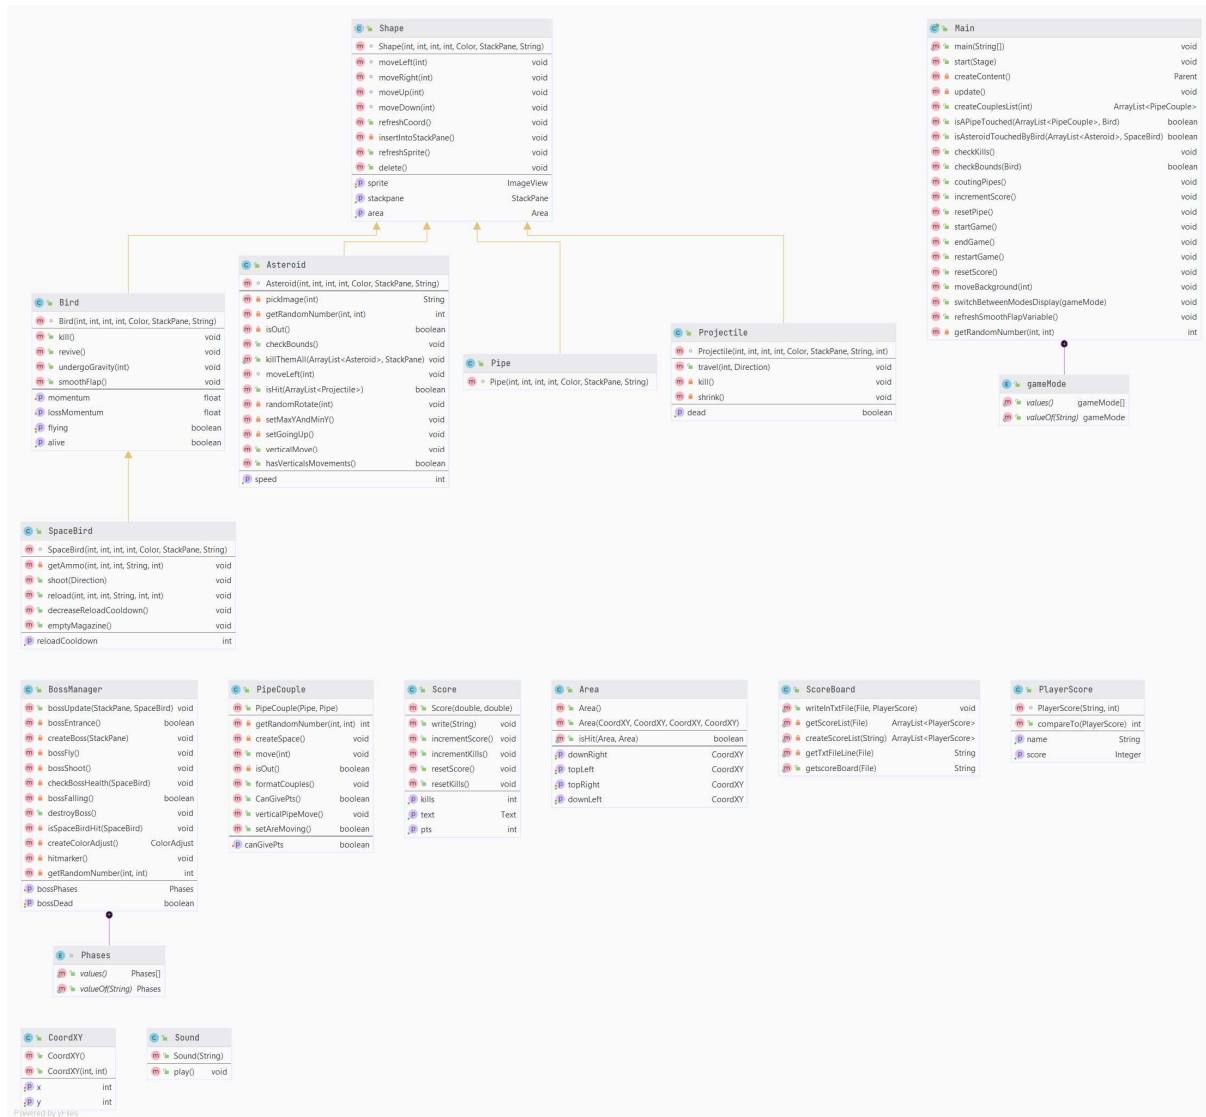 Shape
Shape(int, int, int, int, Color, StackPane, String)
moveLeft(int) void
moveRight(int) void
moveUp(int) void
moveDown(int) void
refreshCoord() void
insertIntoStackPane() void
refreshSprite() void
delete() void
sprite ImageView
stackpane StackPane
area Area
Main
main(String[]) void
start(Stage) void
createContent() Parent
update() void
createCouplesList(int) ArrayList<PipeCouple>
isAPipeTouched(ArrayList<PipeCouple>, Bird) boolean
isAsteroidTouchedByBird(ArrayList<Asteroid>, SpaceBird) boolean
checkKills() void
checkBounds(Bird) boolean
coutingPipes() void
incrementScore() void
resetPipe() void
startGame() void
endGame() void
restartGame() void
resetScore() void
moveBackground(int) void
switchBetweenModesDisplay(gameMode) void
refreshSmoothFlapVariable() void
getRandomNumber(int, int) int
Asteroid
Asteroid(int, int, int, int, Color, StackPane, String)
pickImage(int) String
getRandomNumber(int, int) int
isOut() boolean
checkBounds() void
killThemAll(ArrayList<Asteroid>, StackPane) void
moveLeft(int) void
isHit(ArrayList<Projectile>) boolean
randomRotate(int) void
setMaxYAndMinY() void
setGoingUp() void
verticalMove() void
hasVerticalsMovements() boolean
speed int
Bird
Bird(int, int, int, int, Color, StackPane, String)
kill() void
revive() void
undergoGravity(int) void
smoothFlap() void
momentum float
lossMomentum float
flying boolean
alive boolean
Pipe
Pipe(int, int, int, int, Color, StackPane, String)
Projectile
Projectile(int, int, int, int, Color, StackPane, String, int)
travel(int, Direction) void
kill() void
shrink() void
dead boolean
gameMode
values() gameMode[]
valueOf(String) gameMode
SpaceBird
SpaceBird(int, int, int, int, Color, StackPane, String)
getAmmo(int, int, int, String, int) void
shoot(Direction) void
reload(int, int, int, String, int, int) void
decreaseReloadCooldown() void
emptyMagazine() void
reloadCooldown int
BossManager
bossUpdate(StackPane, SpaceBird) void
bossEntrance() boolean
createBoss(StackPane) void
bossFly() void
bossShoot() void
checkBossHealth(SpaceBird) void
bossFalling() boolean
destroyBoss() void
isSpaceBirdHit(SpaceBird) void
createColorAdjust() ColorAdjust
hitmarker() void
getRandomNumber(int, int) int
bossPhases Phases
bossDead boolean
PipeCouple
PipeCouple(Pipe, Pipe)
getRandomNumber(int, int) int
createSpace() void
move(int) void
isOut() boolean
formatCouples() void
CanGivePts() boolean
verticalPipeMove() void
setAreMoving() boolean
canGivePts boolean
Score
Score(double, double)
write(String) void
incrementScore() void
incrementKills() void
resetScore() void
resetKills() void
kills int
text Text
pts int
Area
Area()
Area(CoordXY, CoordXY, CoordXY, CoordXY)
isHit(Area, Area) boolean
downRight CoordXY
topLeft CoordXY
topRight CoordXY
downLeft CoordXY
ScoreBoard
writeInTxtFile(File, PlayerScore) void
getScoreList(File) ArrayList<PlayerScore>
createScoreList(String) ArrayList<PlayerScore>
getTxtFileLine(File) String
getscoreBoard(File) String
PlayerScore
PlayerScore(String, int)
compareTo(PlayerScore) int
name String
score Integer
Phases
values() Phases[]
valueOf(String) Phases
CoordXY
CoordXY()
CoordXY(int, int)
x int
y int
Sound
Sound(String)
play() void
Powered by yFiles